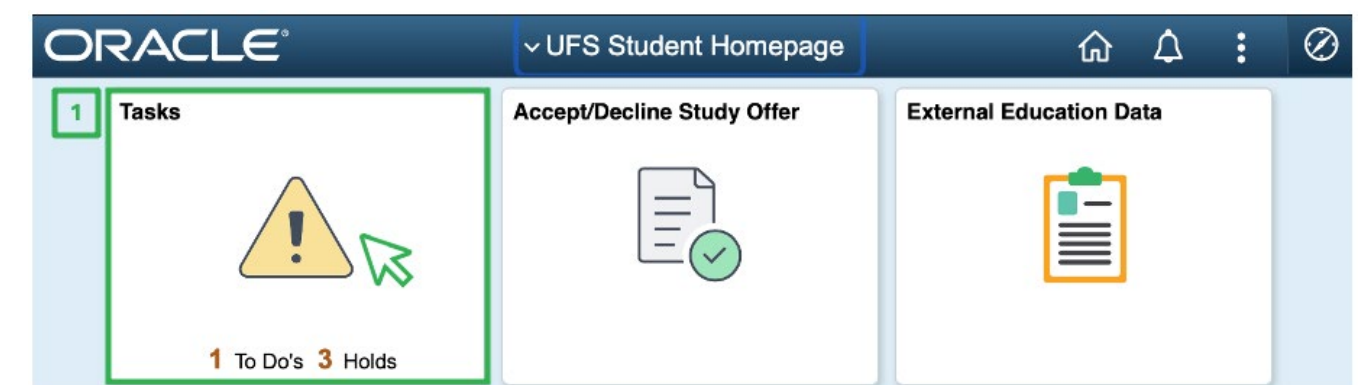 ORACLE
UFS Student Homepage
1
Tasks
Accept/Decline Study Offer
External Education Data
1 To Do's 3 Holds